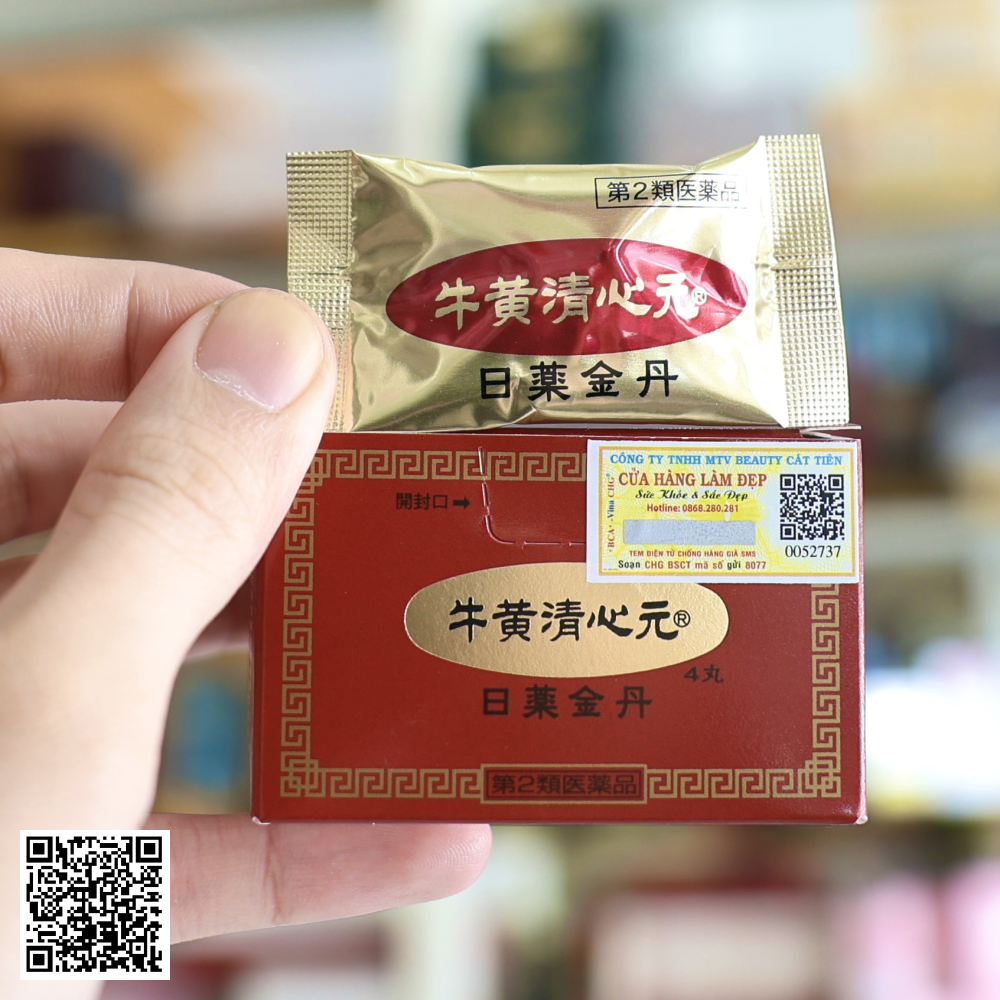 第2類医薬品
牛黄清心元®
日薬金丹
開封口➡
CÔNG TY TNHH MTV BEAUTY CÁT TIÊN
CỬA HÀNG LÀM ĐẸP
Sức Khỏe & Sắc Đẹp
Hotline: 0868.280.281
TEM ĐIỆN TỬ CHỐNG HÀNG GIẢ SMS
Soạn CHG BSCT mã số gửi 8077
0052737
BCA - Vina CHG
牛黄清心元®
4丸
日薬金丹
第2類医薬品